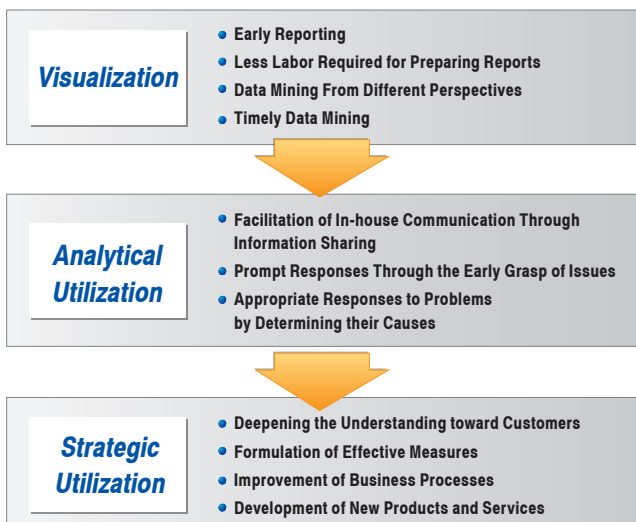 Visualization
Early Reporting
Less Labor Required for Preparing Reports
Data Mining From Different Perspectives
Timely Data Mining
Analytical
Utilization
Facilitation of In-house Communication Through
Information Sharing
Prompt Responses Through the Early Grasp of Issues
Appropriate Responses to Problems
by Determining their Causes
Strategic
Utilization
Deepening the Understanding toward Customers
Formulation of Effective Measures
Improvement of Business Processes
Development of New Products and Services